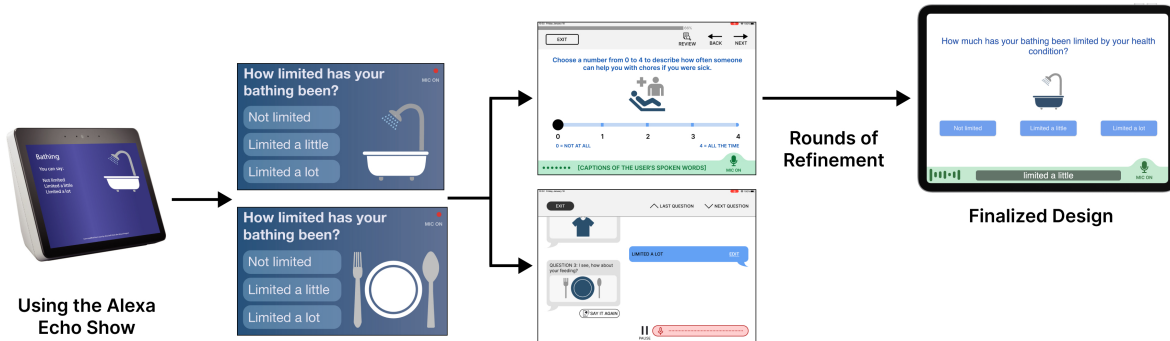 Bathing
You can say:
Not limited
Limited a little
Limited a lot
Using the Alexa
Echo Show
How limited has your
bathing been?
MIC ON
Not limited
Limited a little
Limited a lot
How limited has your
bathing been?
MIC ON
Not limited
Limited a little
Limited a lot
EXIT
REVIEW
BACK
NEXT
Choose a number from 0 to 4 to describe how often someone
can help you with chores if you were sick.
0 1 2 3 4
0 = NOT AT ALL
4 = ALL THE TIME
[CAPTIONS OF THE USER'S SPOKEN WORDS]
MIC ON
EXIT
LAST QUESTION
NEXT QUESTION
LIMITED A LOT
EDIT
QUESTION 3: I see, how about
your feeding?
SAY IT AGAIN
PAUSE
Rounds of
Refinement
How much has your bathing been limited by your health
condition?
Not limited
Limited a little
Limited a lot
limited a little
MIC ON
Finalized Design